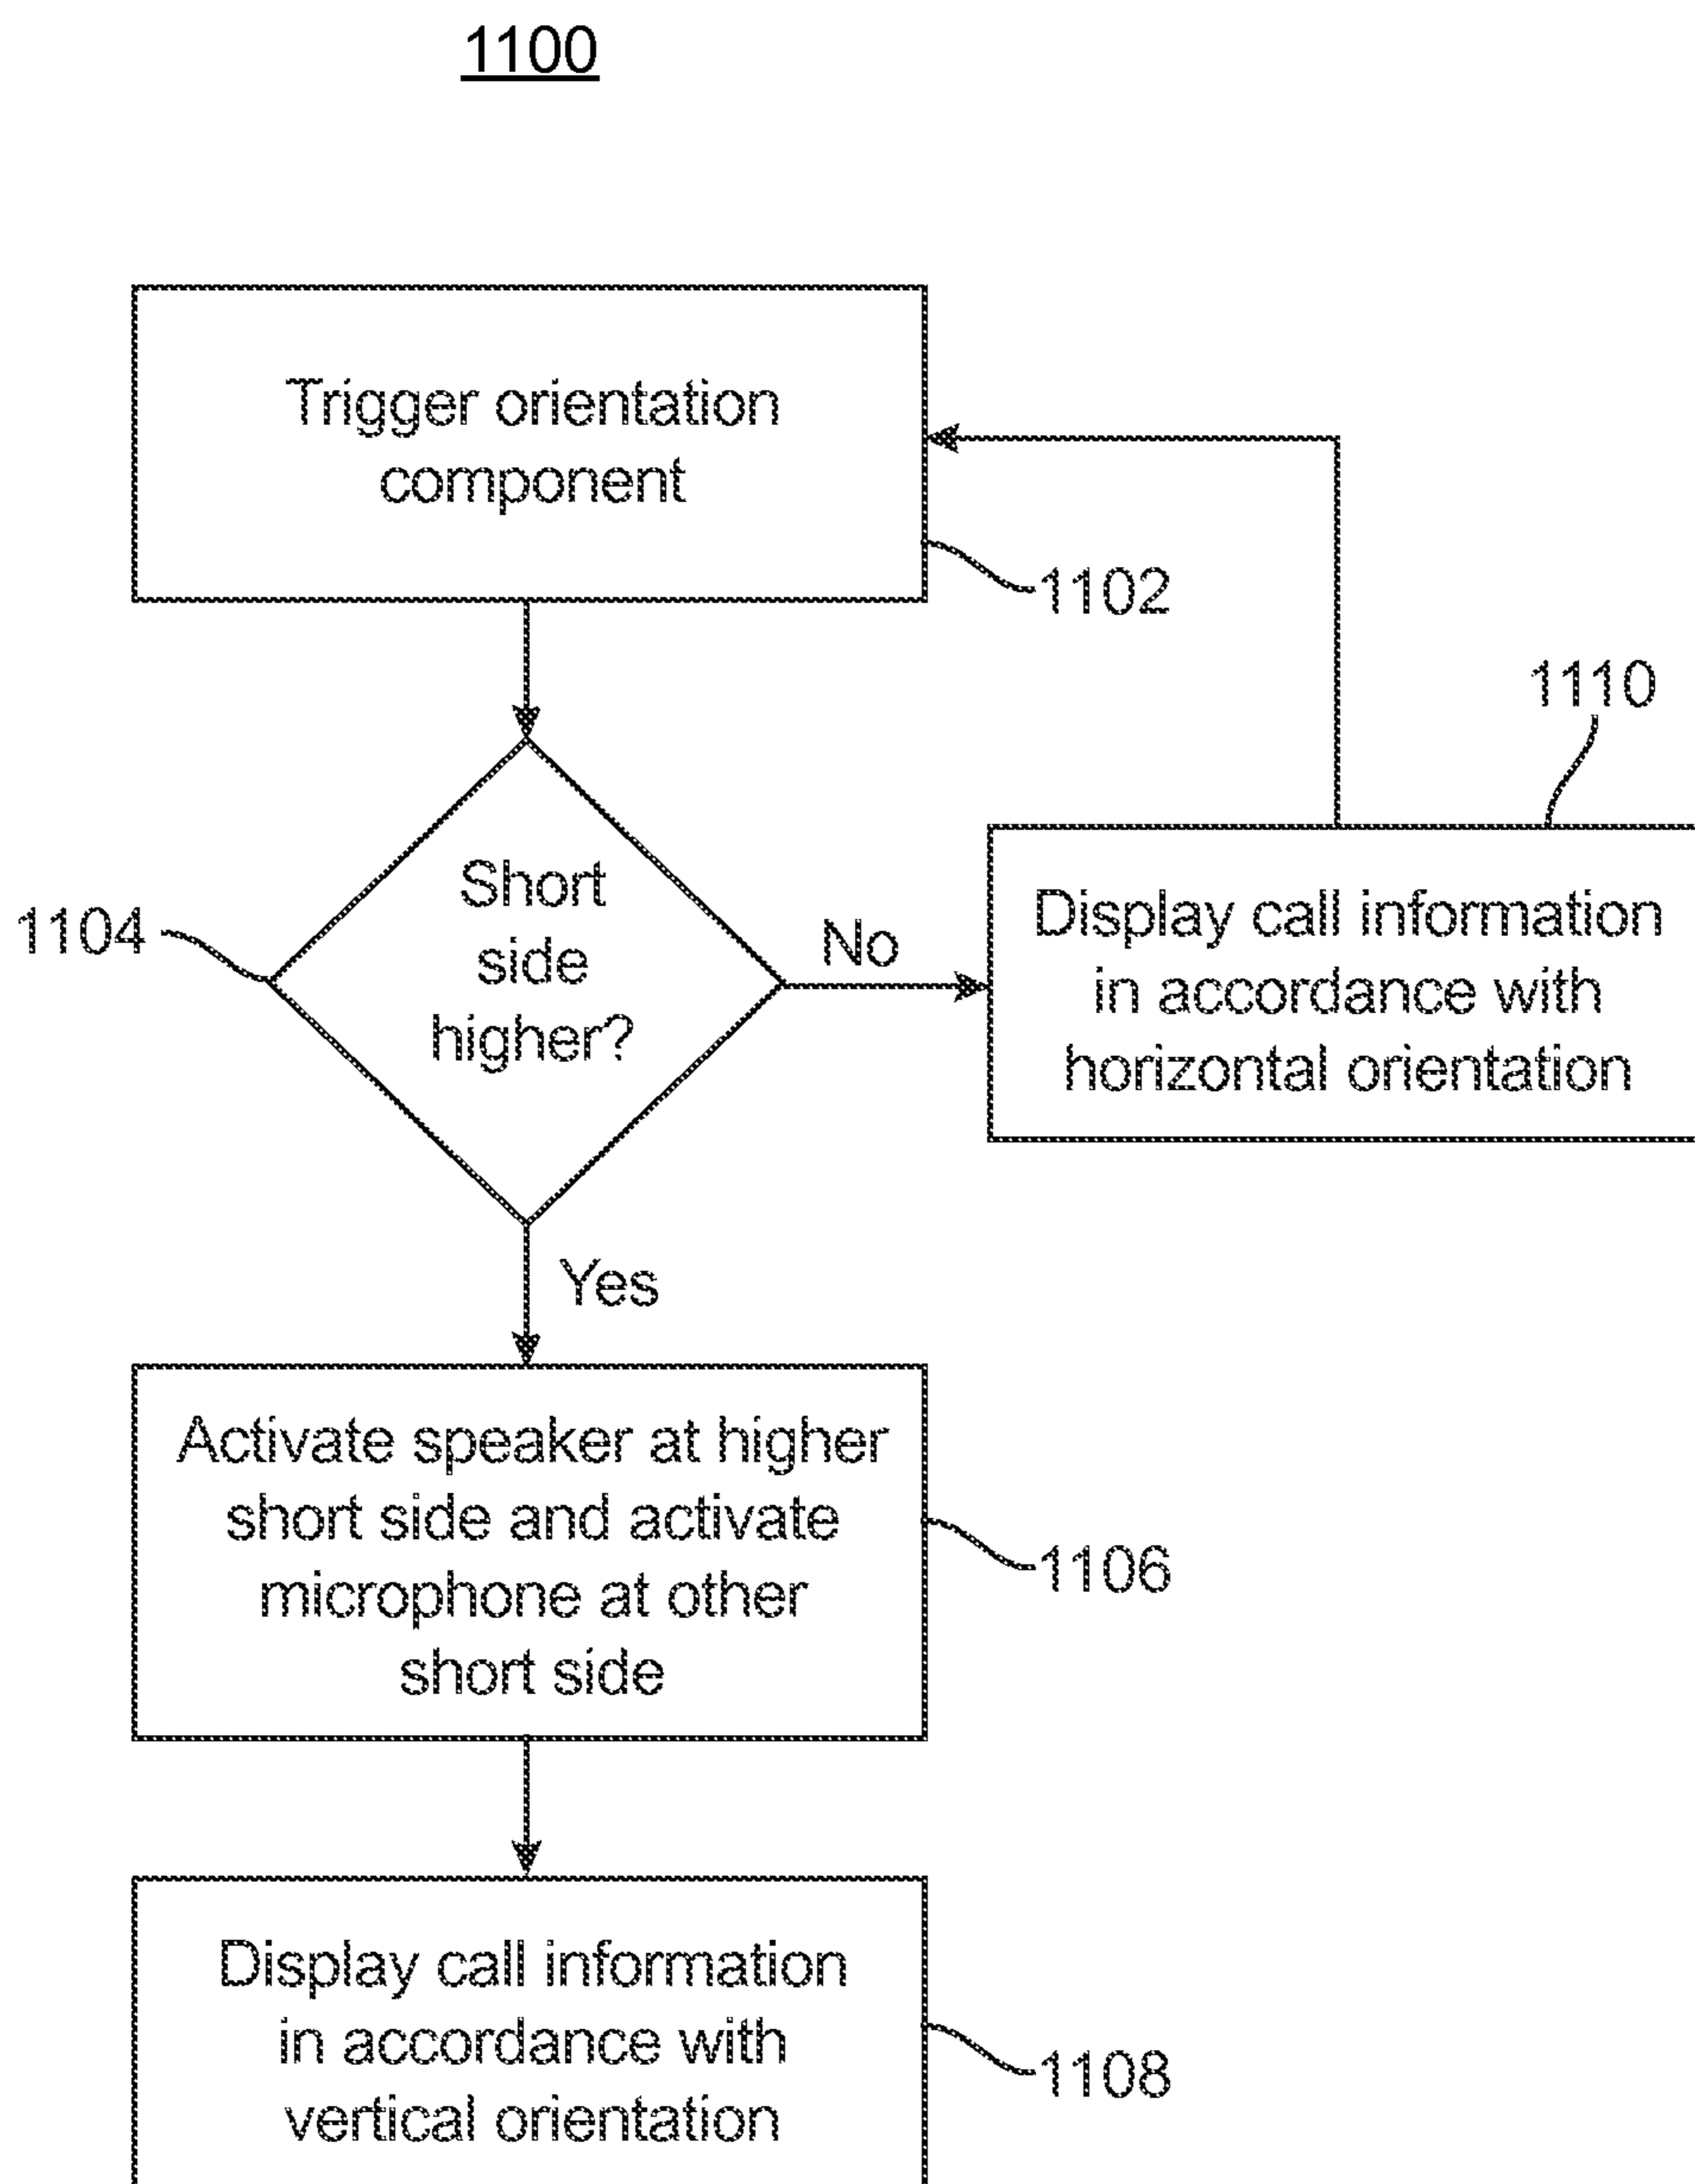 1100
Trigger orientation
component
1102
1110
Short
side
higher?
1104
No
Display call information
in accordance with
horizontal orientation
Yes
Activate speaker at higher
short side and activate
microphone at other
short side
1106
Display call information
in accordance with
vertical orientation
1108